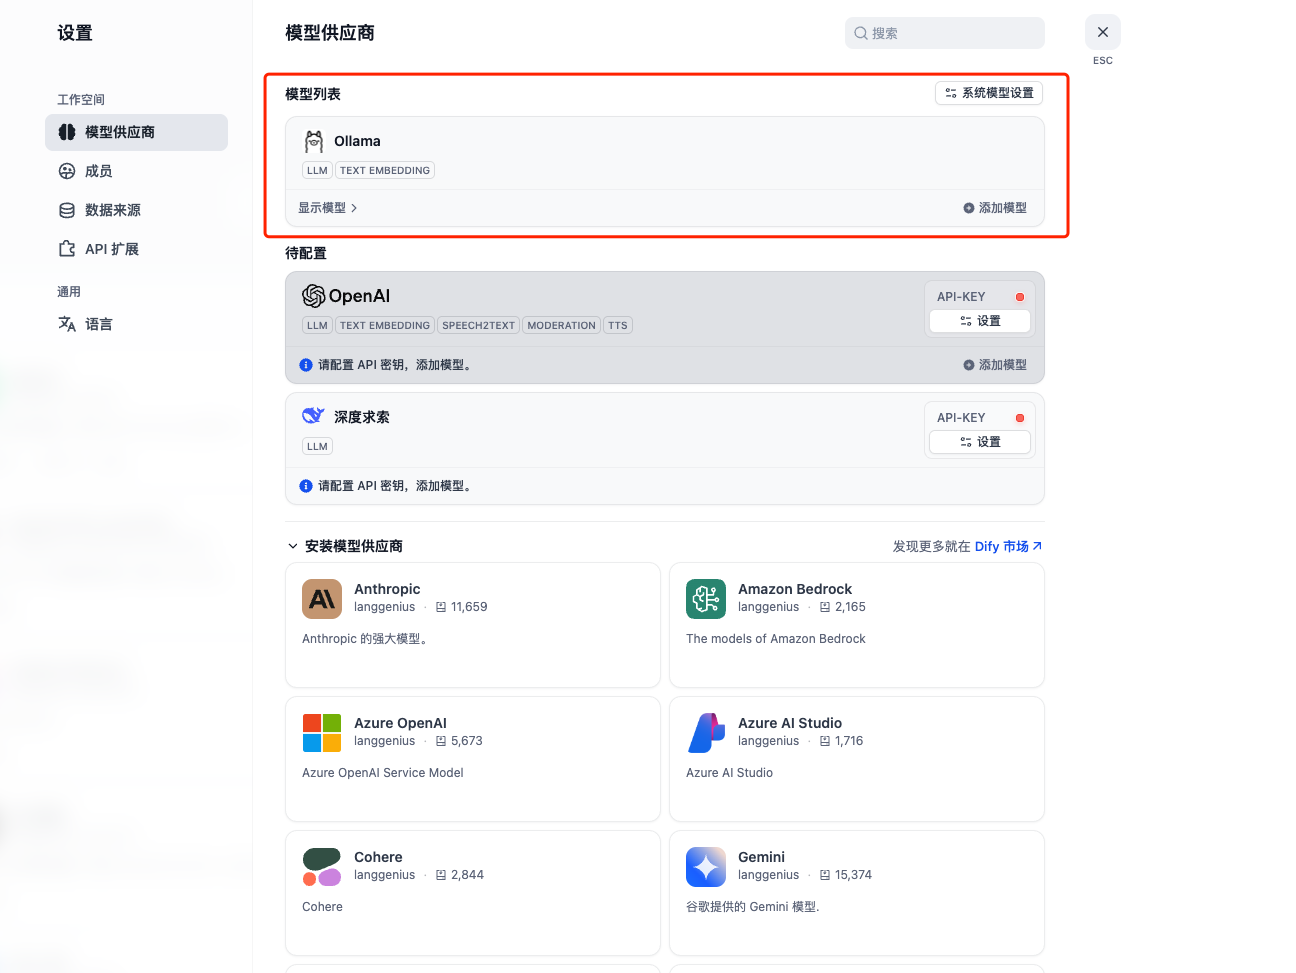 设置
工作空间
模型供应商
成员
数据来源
API 扩展
通用
语言
模型供应商
搜索
ESC
模型列表
系统模型设置
Ollama
LLM TEXT EMBEDDING
显示模型
添加模型
待配置
OpenAI
API-KEY
设置
LLM TEXT EMBEDDING SPEECH2TEXT MODERATION TTS
请配置 API 密钥，添加模型。
添加模型
深度求索
API-KEY
设置
LLM
请配置 API 密钥，添加模型。
安装模型供应商
发现更多就在 Dify 市场
Anthropic
langgenius · 11,659
Anthropic 的强大模型。
Amazon Bedrock
langgenius · 2,165
The models of Amazon Bedrock
Azure OpenAI
langgenius · 5,673
Azure OpenAI Service Model
Azure AI Studio
langgenius · 1,716
Azure AI Studio
Cohere
langgenius · 2,844
Cohere
Gemini
langgenius · 15,374
谷歌提供的 Gemini 模型.